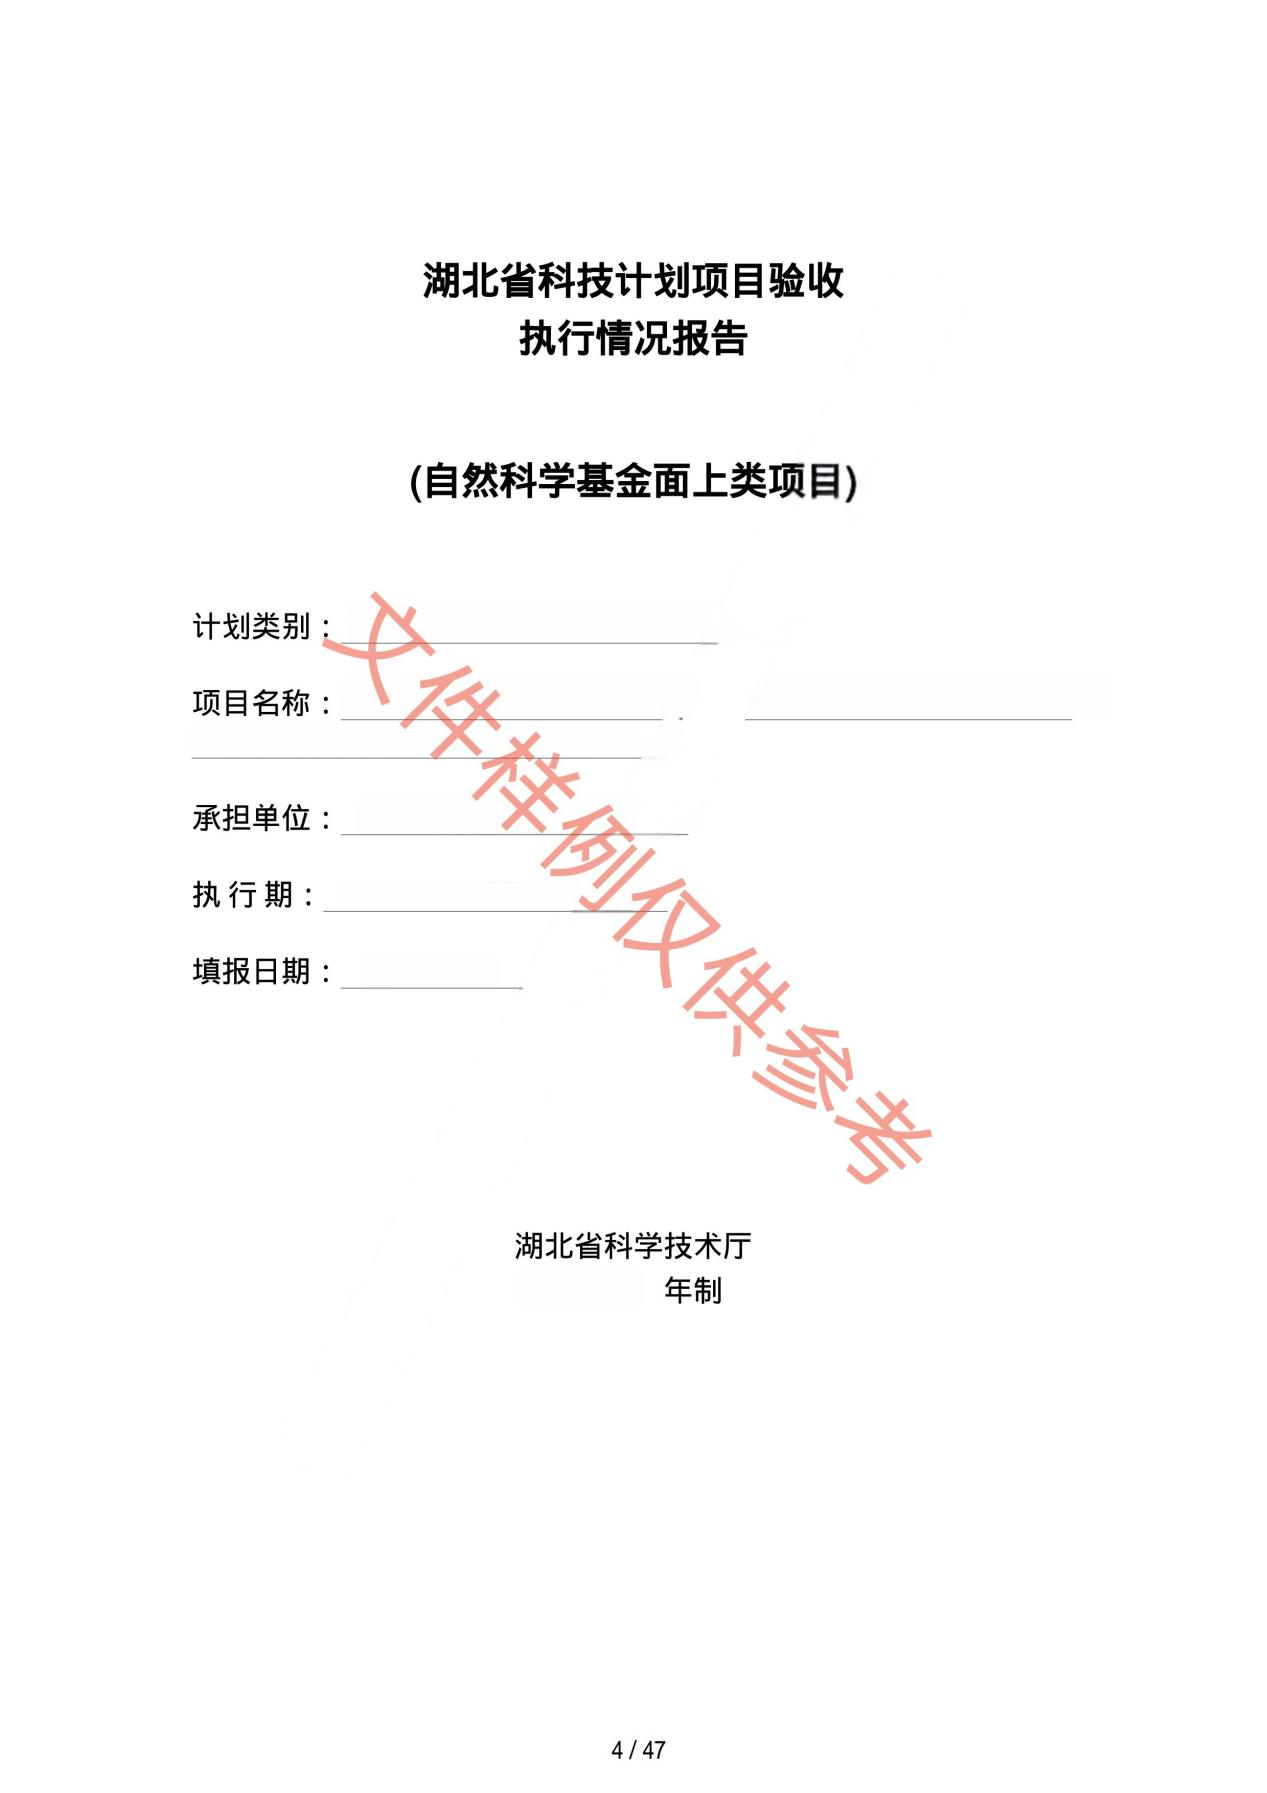 湖北省科技计划项目验收
执行情况报告
(自然科学基金面上类项目)
计划类别：
项目名称：
承担单位：
执 行 期：
填报日期：
文件样例仅供参考
湖北省科学技术厅
年制
4 / 47